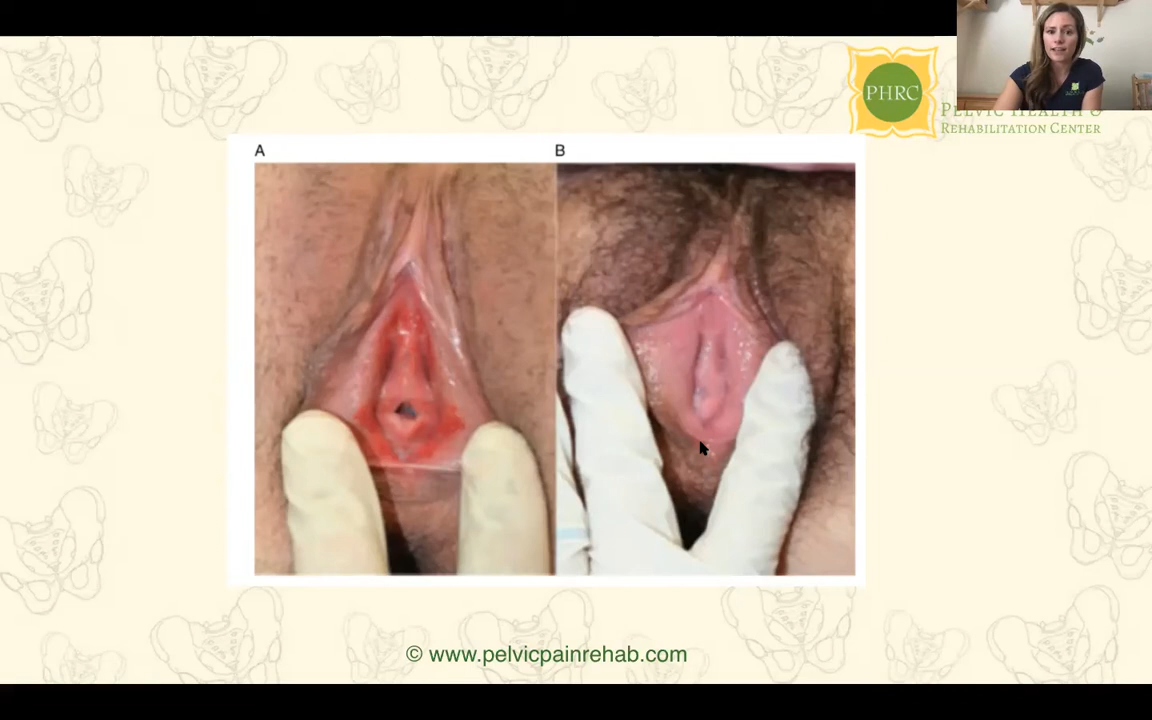 PHRC
PELVIC HEALTH &
REHABILITATION CENTER
A
B
© www.pelvicpainrehab.com